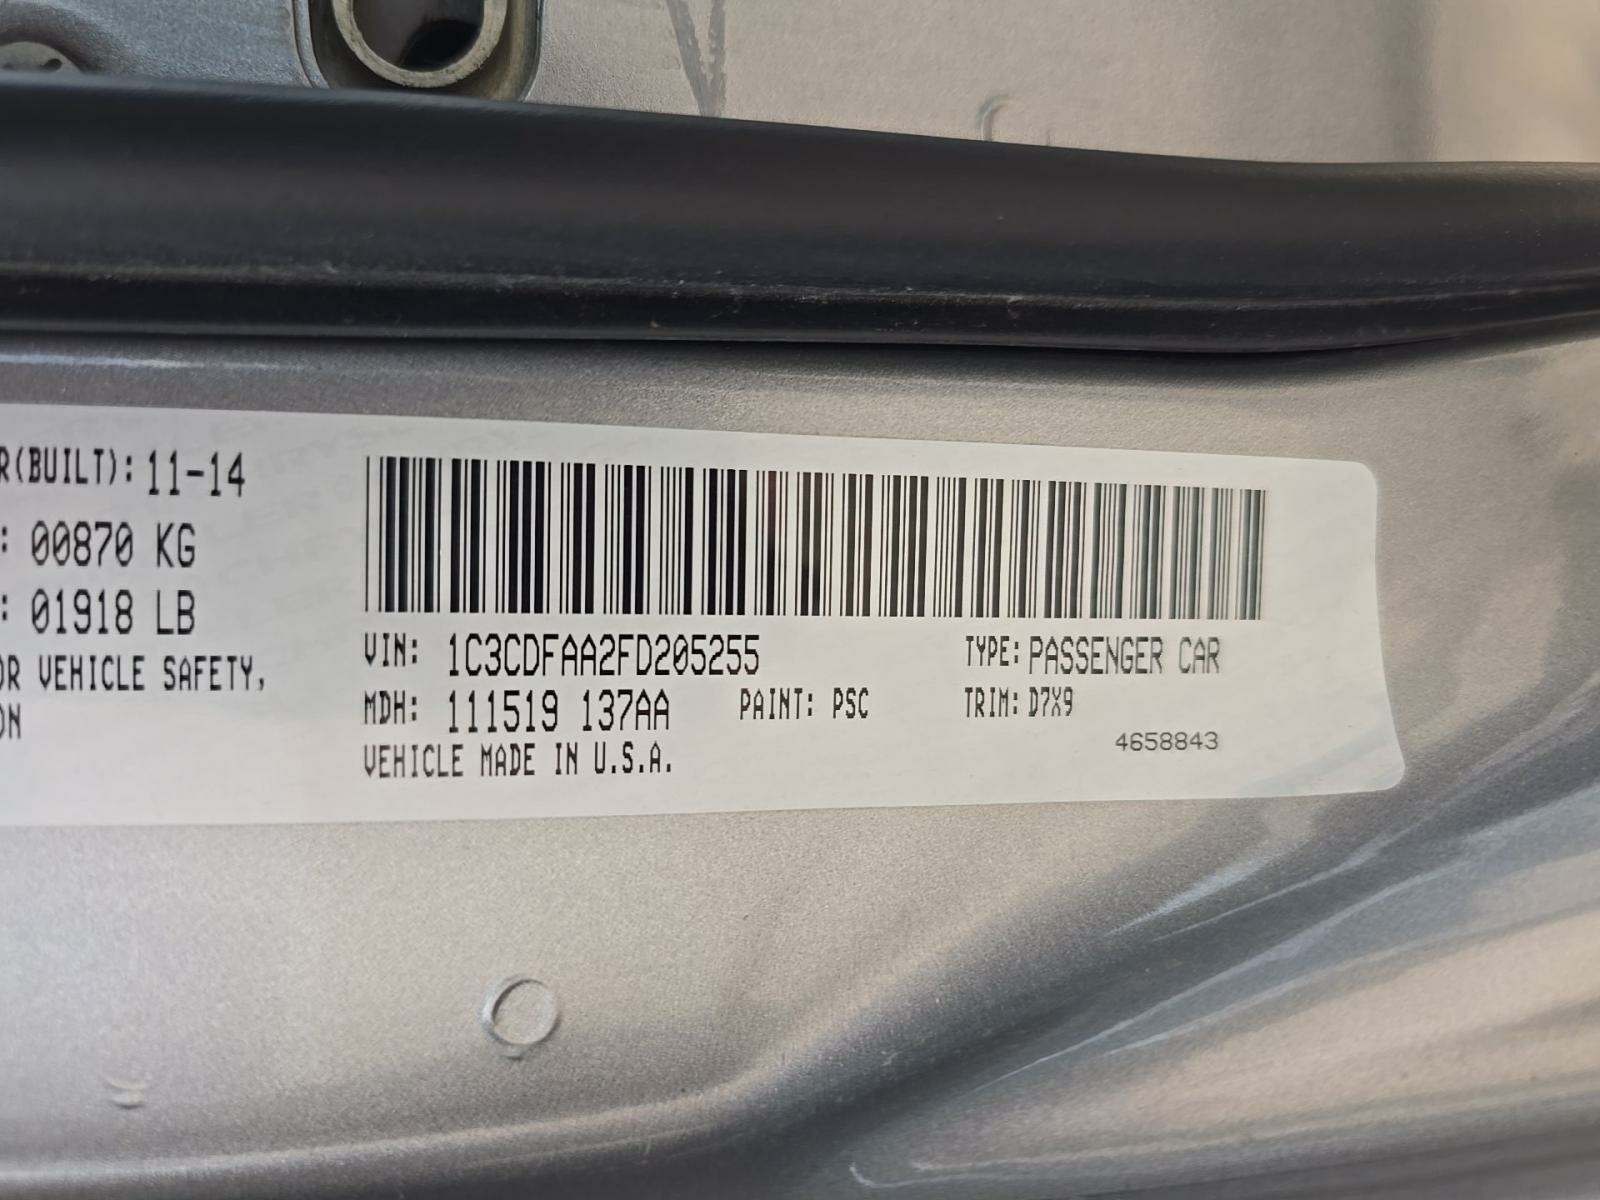 R(BUILT): 11-14
: 00870 KG
: 01918 LB
OR VEHICLE SAFETY,
ON
VIN: 1C3CDFAA2FD205255 TYPE: PASSENGER CAR
MDH: 111519 137AA PAINT: PSC TRIM: D7X9
VEHICLE MADE IN U.S.A. 4658843